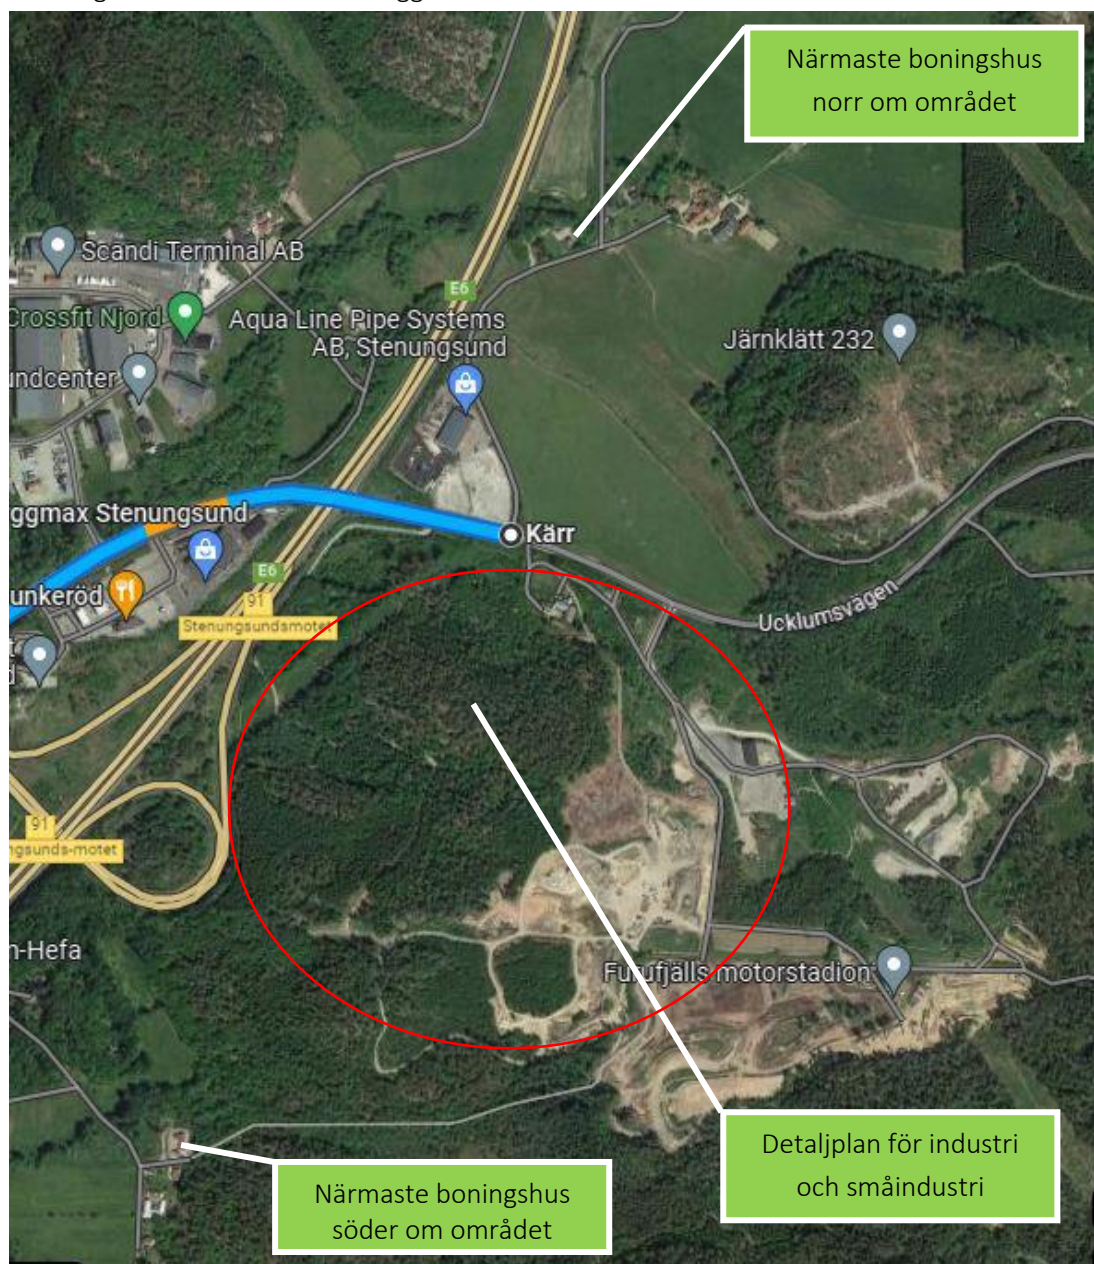 Närmaste boningshus
norr om området
Scandi Terminal AB
E6
Crossfit Njord
Aqua Line Pipe Systems
AB, Stenungsund
Järnklätt 232
undcenter
ggmax Stenungsund
Kärr
E6
unkeröd
91
Stenungsundsmotet
Ucklumsvägen
91
ngsunds-motet
n-Hefa
Furufjälls motorstadion
Detaljplan för industri
och småindustri
Närmaste boningshus
söder om området